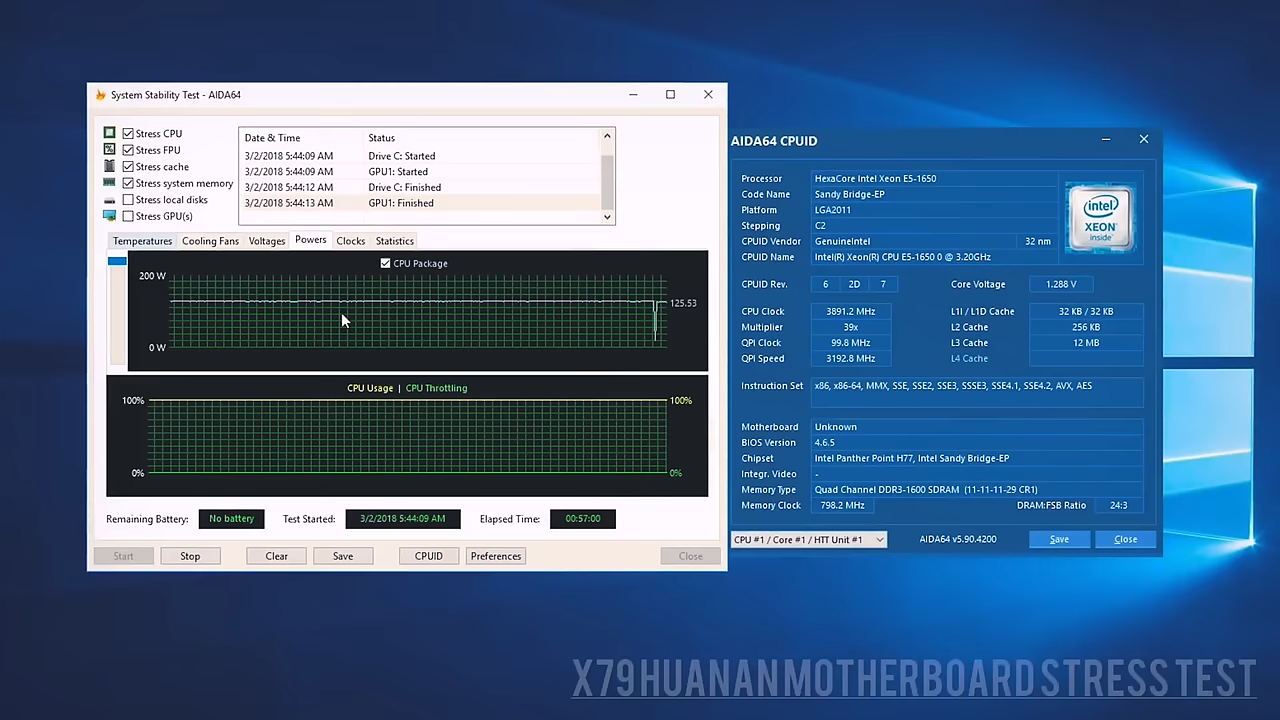 System Stability Test - AIDA64
Stress CPU
Stress FPU
Stress cache
Stress system memory
Stress local disks
Stress GPU(s)
Date & Time Status
3/2/2018 5:44:09 AM Drive C: Started
3/2/2018 5:44:09 AM GPU1: Started
3/2/2018 5:44:12 AM Drive C: Finished
3/2/2018 5:44:13 AM GPU1: Finished
Temperatures Cooling Fans Voltages Powers Clocks Statistics
CPU Package
200 W
125.53
0 W
CPU Usage | CPU Throttling
100% 100%
0% 0%
Remaining Battery: No battery Test Started: 3/2/2018 5:44:09 AM Elapsed Time: 00:57:00
Start Stop Clear Save CPUID Preferences Close
AIDA64 CPUID
Processor HexaCore Intel Xeon E5-1650
Code Name Sandy Bridge-EP
Platform LGA2011
Stepping C2
CPUID Vendor GenuineIntel 32 nm
CPUID Name Intel(R) Xeon(R) CPU E5-1650 0 @ 3.20GHz
intel
XEON
inside
CPUID Rev. 6 2D 7 Core Voltage 1.288 V
CPU Clock 3891.2 MHz L1I / L1D Cache 32 KB / 32 KB
Multiplier 39x L2 Cache 256 KB
QPI Clock 99.8 MHz L3 Cache 12 MB
QPI Speed 3192.8 MHz L4 Cache
Instruction Set x86, x86-64, MMX, SSE, SSE2, SSE3, SSSE3, SSE4.1, SSE4.2, AVX, AES
Motherboard Unknown
BIOS Version 4.6.5
Chipset Intel Panther Point H77, Intel Sandy Bridge-EP
Integr. Video -
Memory Type Quad Channel DDR3-1600 SDRAM (11-11-11-29 CR1)
Memory Clock 798.2 MHz DRAM:FSB Ratio 24:3
CPU #1 / Core #1 / HTT Unit #1 AIDA64 v5.90.4200 Save Close
X79 HUANAN MOTHERBOARD STRESS TEST